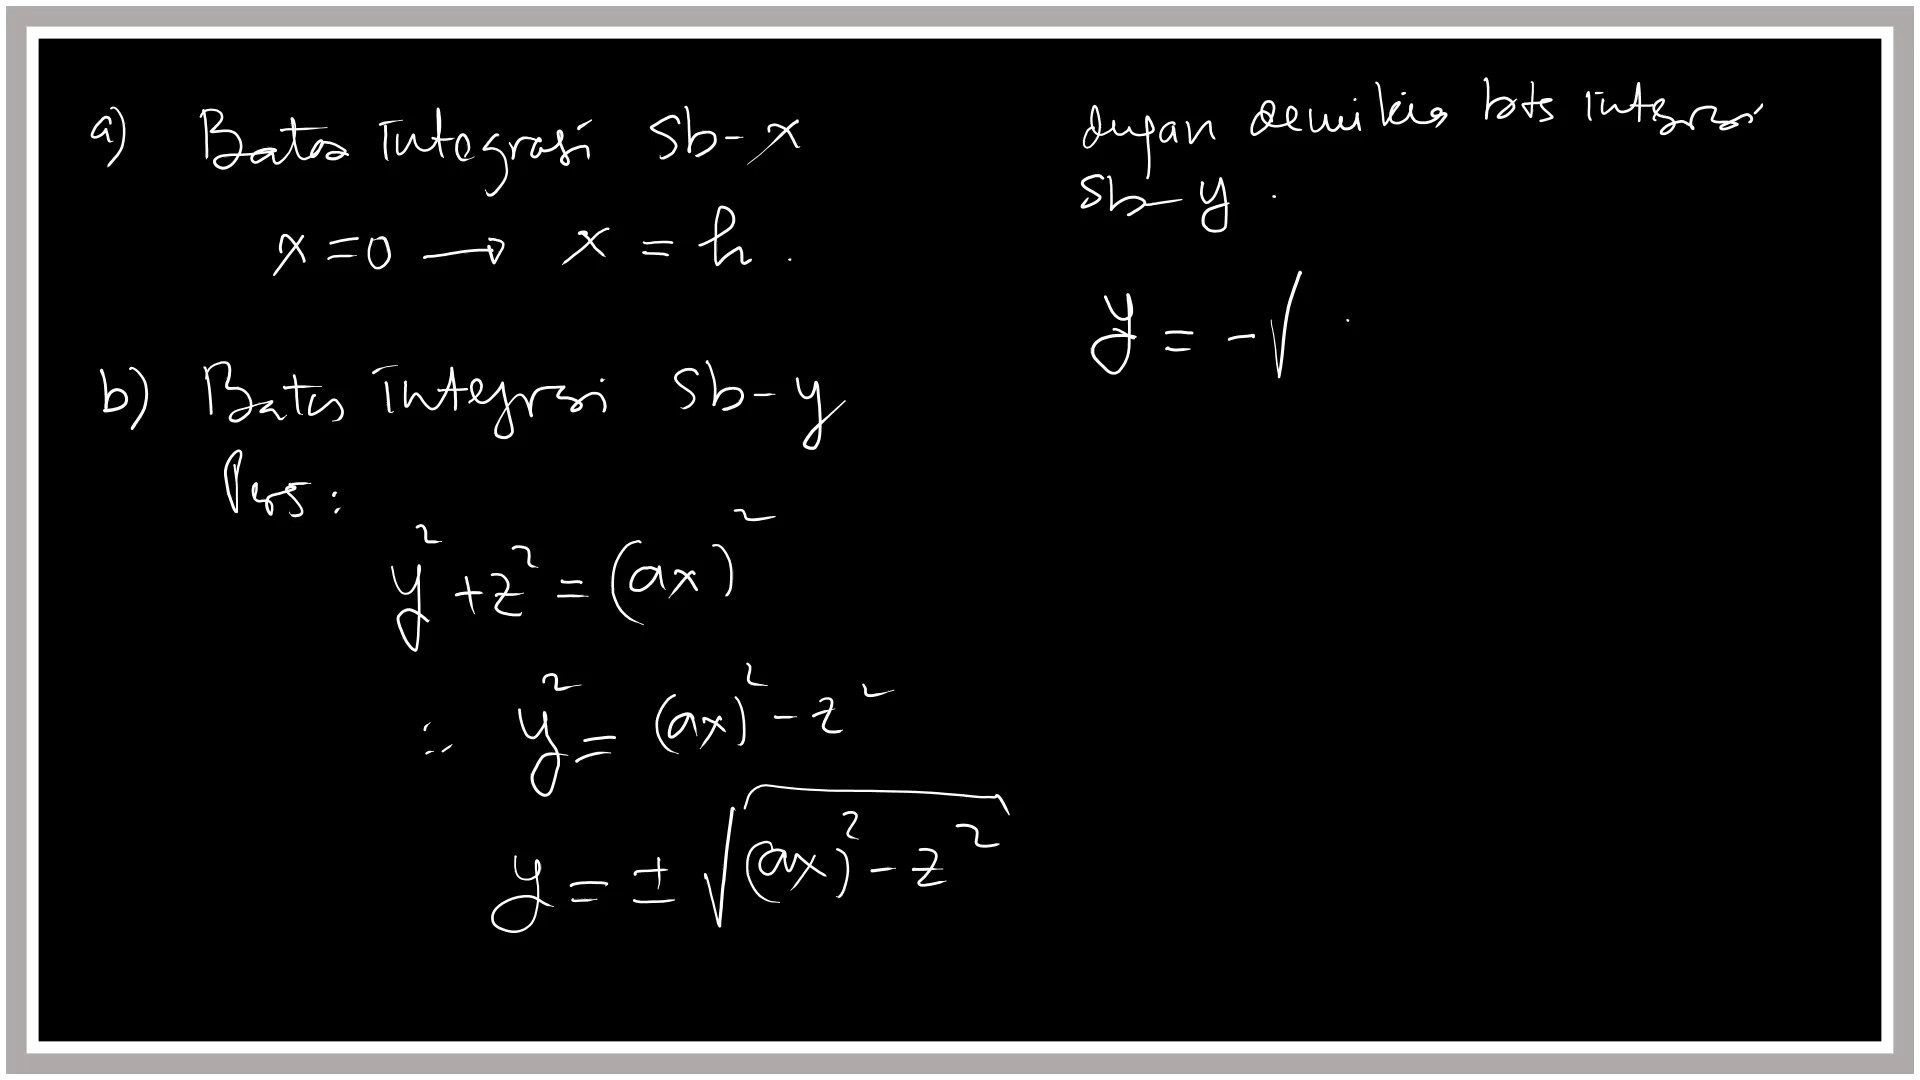 a) Batas Integrasi Sb-x
x = 0 → x = h.
b) Batas Integrasi Sb-y
Pers:
y² + z² = (ax)²
∴ y² = (ax)² - z²
y = ± √((ax)² - z²)
dengan demikian bts integrasi
Sb-y.
y = -√